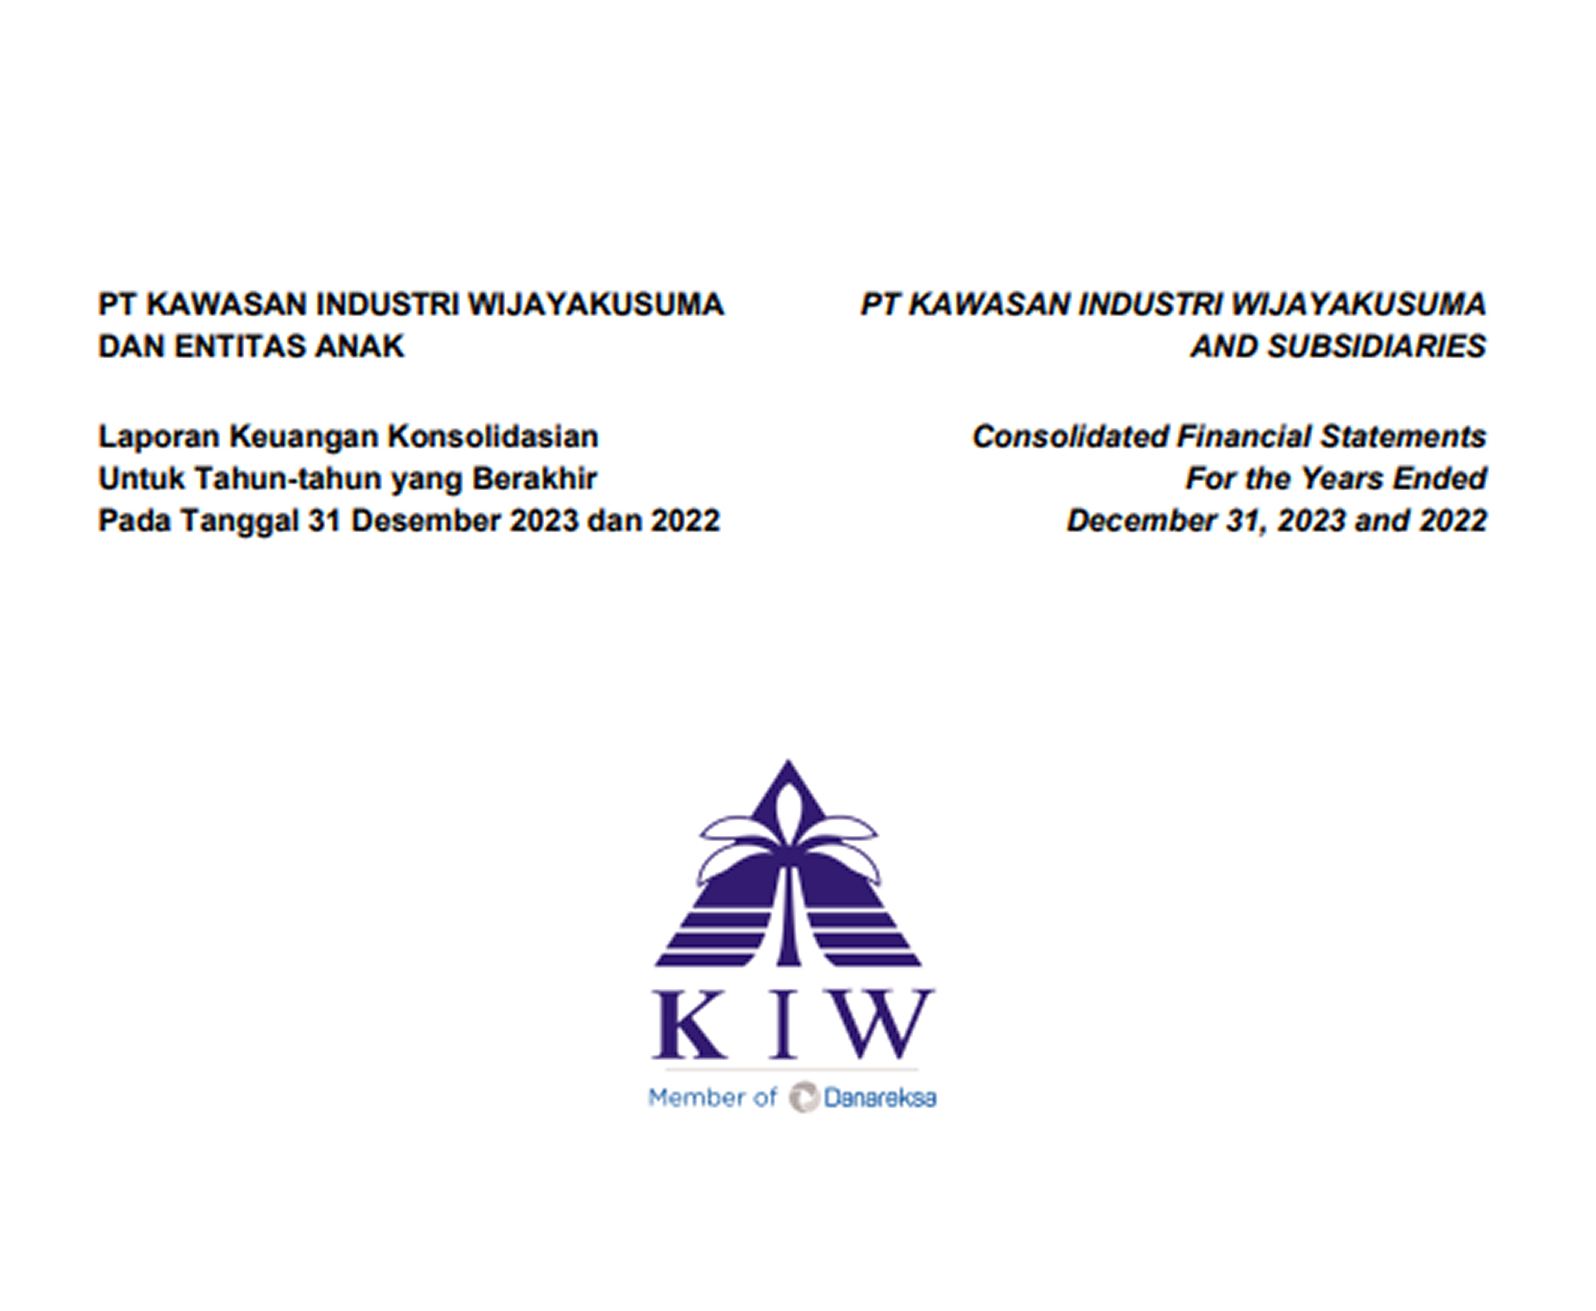 PT KAWASAN INDUSTRI WIJAYAKUSUMA
DAN ENTITAS ANAK
Laporan Keuangan Konsolidasian
Untuk Tahun-tahun yang Berakhir
Pada Tanggal 31 Desember 2023 dan 2022
PT KAWASAN INDUSTRI WIJAYAKUSUMA
AND SUBSIDIARIES
Consolidated Financial Statements
For the Years Ended
December 31, 2023 and 2022
KIW
Member of Danareksa